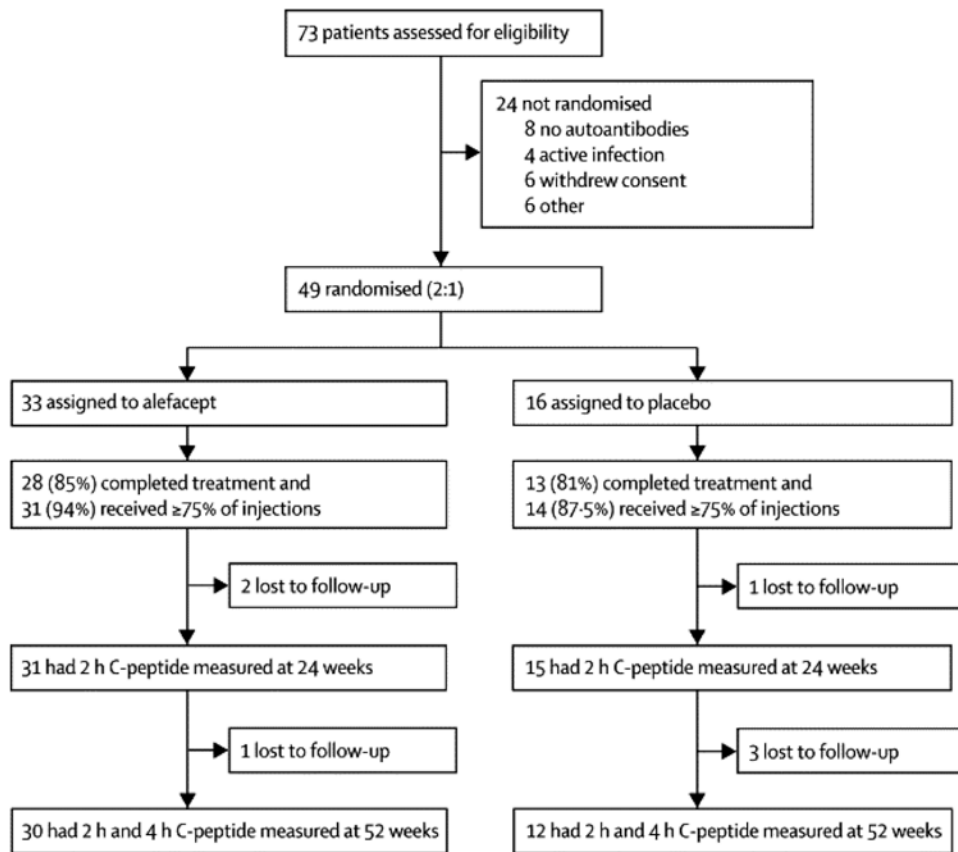 73 patients assessed for eligibility
24 not randomised
8 no autoantibodies
4 active infection
6 withdrew consent
6 other
49 randomised (2:1)
33 assigned to alefacept
16 assigned to placebo
28 (85%) completed treatment and
31 (94%) received ≥75% of injections
13 (81%) completed treatment and
14 (87·5%) received ≥75% of injections
2 lost to follow-up
1 lost to follow-up
31 had 2 h C-peptide measured at 24 weeks
15 had 2 h C-peptide measured at 24 weeks
1 lost to follow-up
3 lost to follow-up
30 had 2 h and 4 h C-peptide measured at 52 weeks
12 had 2 h and 4 h C-peptide measured at 52 weeks